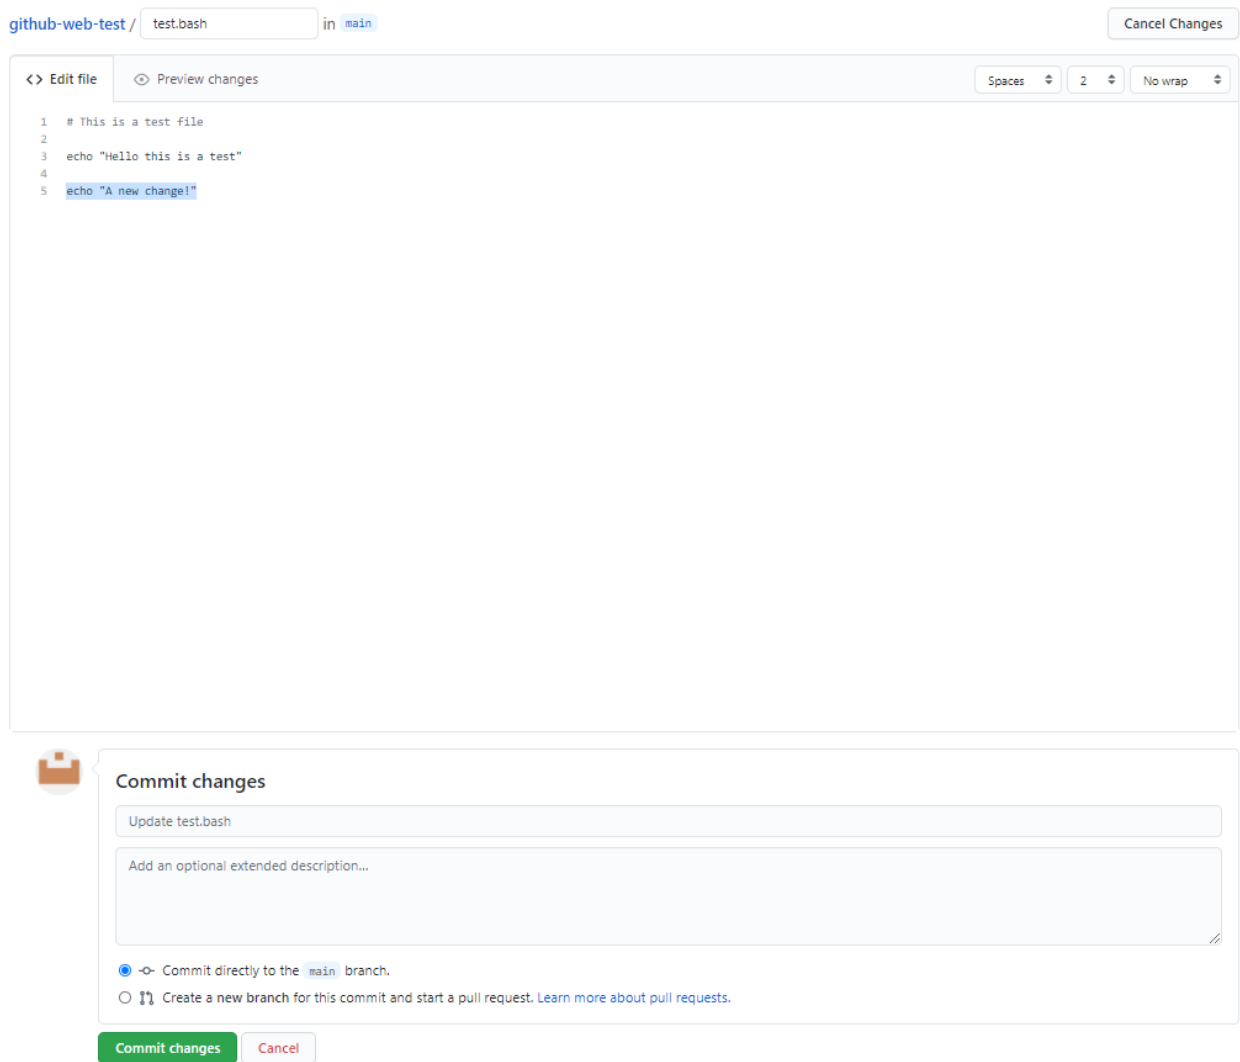 github-web-test / test.bash in main Cancel Changes
Edit file Preview changes Spaces 2 No wrap
1 # This is a test file
2
3 echo "Hello this is a test"
4
5 echo "A new change!"
Commit changes
Update test.bash
Add an optional extended description...
Commit directly to the main branch.
Create a new branch for this commit and start a pull request. Learn more about pull requests.
Commit changes Cancel